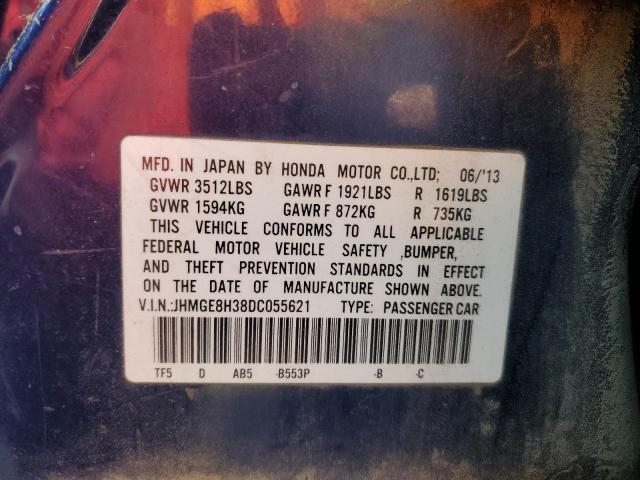 MFD. IN JAPAN BY HONDA MOTOR CO.,LTD; 06/'13
GVWR 3512LBS GAWR F 1921LBS R 1619LBS
GVWR 1594KG GAWR F 872KG R 735KG
THIS VEHICLE CONFORMS TO ALL APPLICABLE
FEDERAL MOTOR VEHICLE SAFETY ,BUMPER,
AND THEFT PREVENTION STANDARDS IN EFFECT
ON THE DATE OF MANUFACTURE SHOWN ABOVE.
V.I.N.:JHMGE8H38DC055621 TYPE: PASSENGER CAR
TF5 D AB5 -B553P -B -C